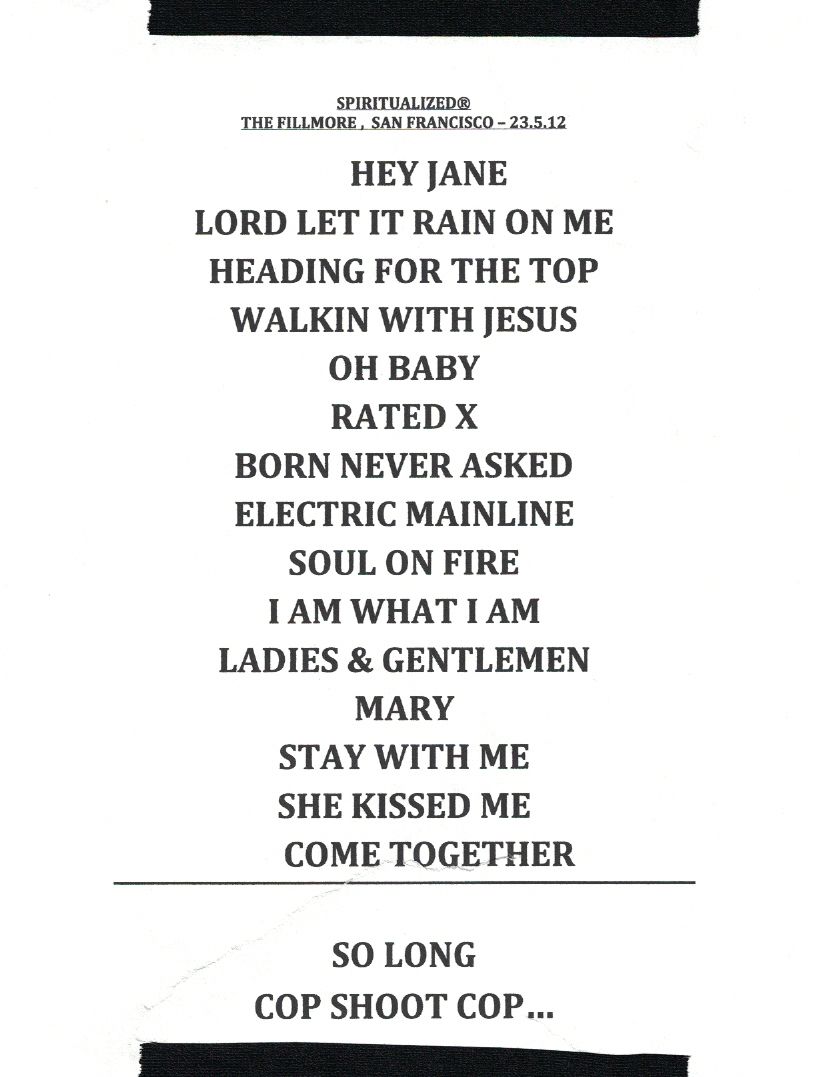 SPIRITUALIZED®
THE FILLMORE , SAN FRANCISCO – 23.5.12
HEY JANE
LORD LET IT RAIN ON ME
HEADING FOR THE TOP
WALKIN WITH JESUS
OH BABY
RATED X
BORN NEVER ASKED
ELECTRIC MAINLINE
SOUL ON FIRE
I AM WHAT I AM
LADIES & GENTLEMEN
MARY
STAY WITH ME
SHE KISSED ME
COME TOGETHER
SO LONG
COP SHOOT COP...